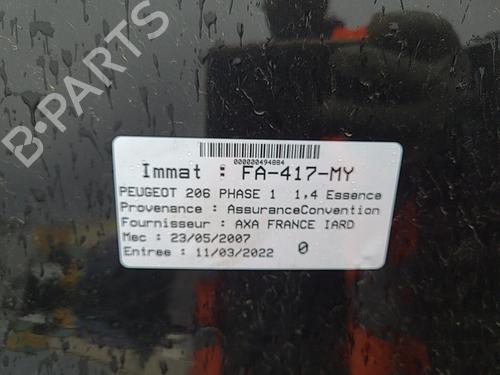 B-PARTS
000000494884
Immat : FA-417-MY
PEUGEOT 206 PHASE 1 1,4 Essence
Provenance : AssuranceConvention
Fournisseur : AXA FRANCE IARD
Mec : 23/05/2007
Entree : 11/03/2022 0